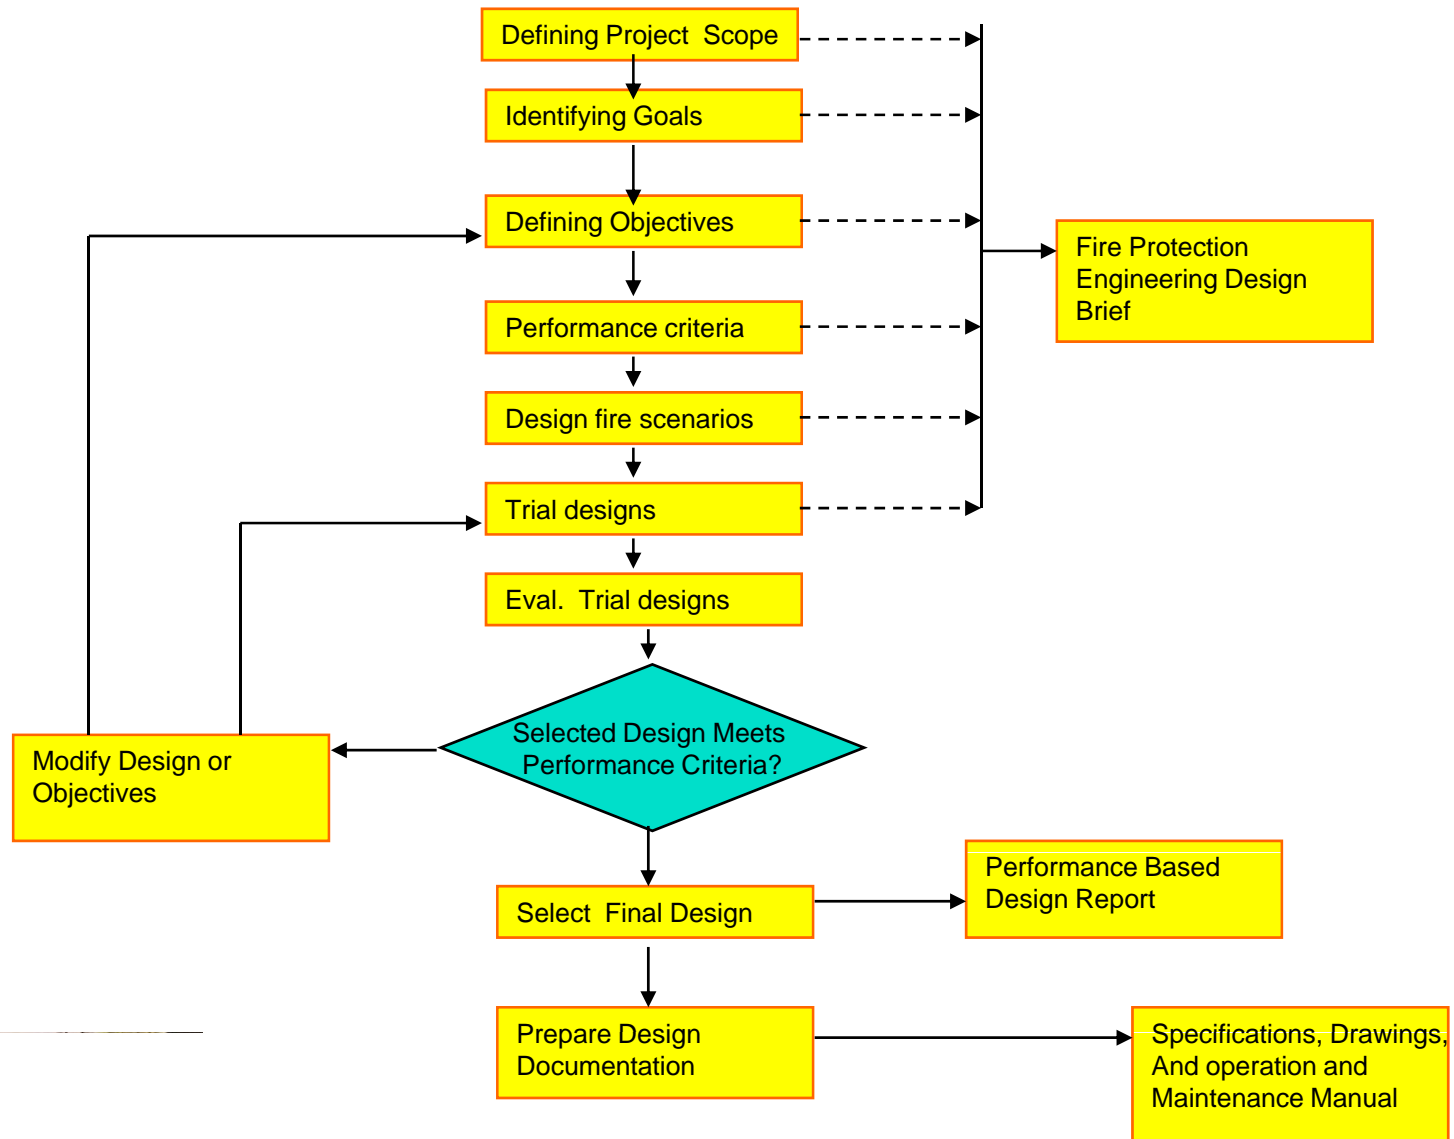 Defining Project  Scope
Identifying Goals
Defining Objectives
Fire Protection
Engineering Design
Brief
Performance criteria
Design fire scenarios
Trial designs
Eval.  Trial designs
Selected Design Meets
Performance Criteria?
Modify Design or
Objectives
Performance Based
Design Report
Select  Final Design
Prepare Design
Documentation
Specifications, Drawings,
And operation and
Maintenance Manual